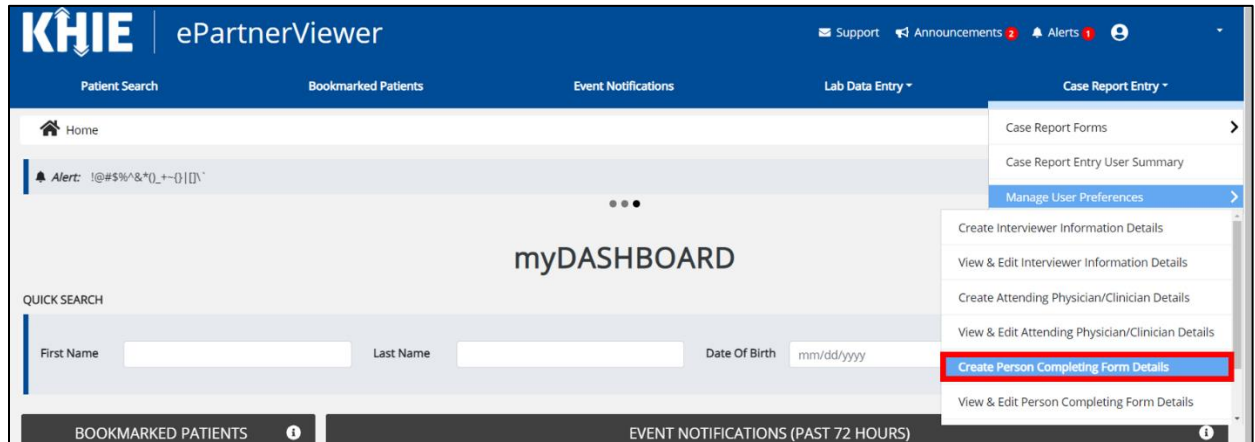 KHIE ePartnerViewer
Support Announcements 2 Alerts 1
Patient Search Bookmarked Patients Event Notifications Lab Data Entry Case Report Entry
Home
Case Report Forms
Case Report Entry User Summary
Alert: !@#$%^&*()_+~{}|[]\`
Manage User Preferences
Create Interviewer Information Details
myDASHBOARD
View & Edit Interviewer Information Details
QUICK SEARCH
Create Attending Physician/Clinician Details
View & Edit Attending Physician/Clinician Details
First Name Last Name Date Of Birth mm/dd/yyyy
Create Person Completing Form Details
View & Edit Person Completing Form Details
BOOKMARKED PATIENTS EVENT NOTIFICATIONS (PAST 72 HOURS)